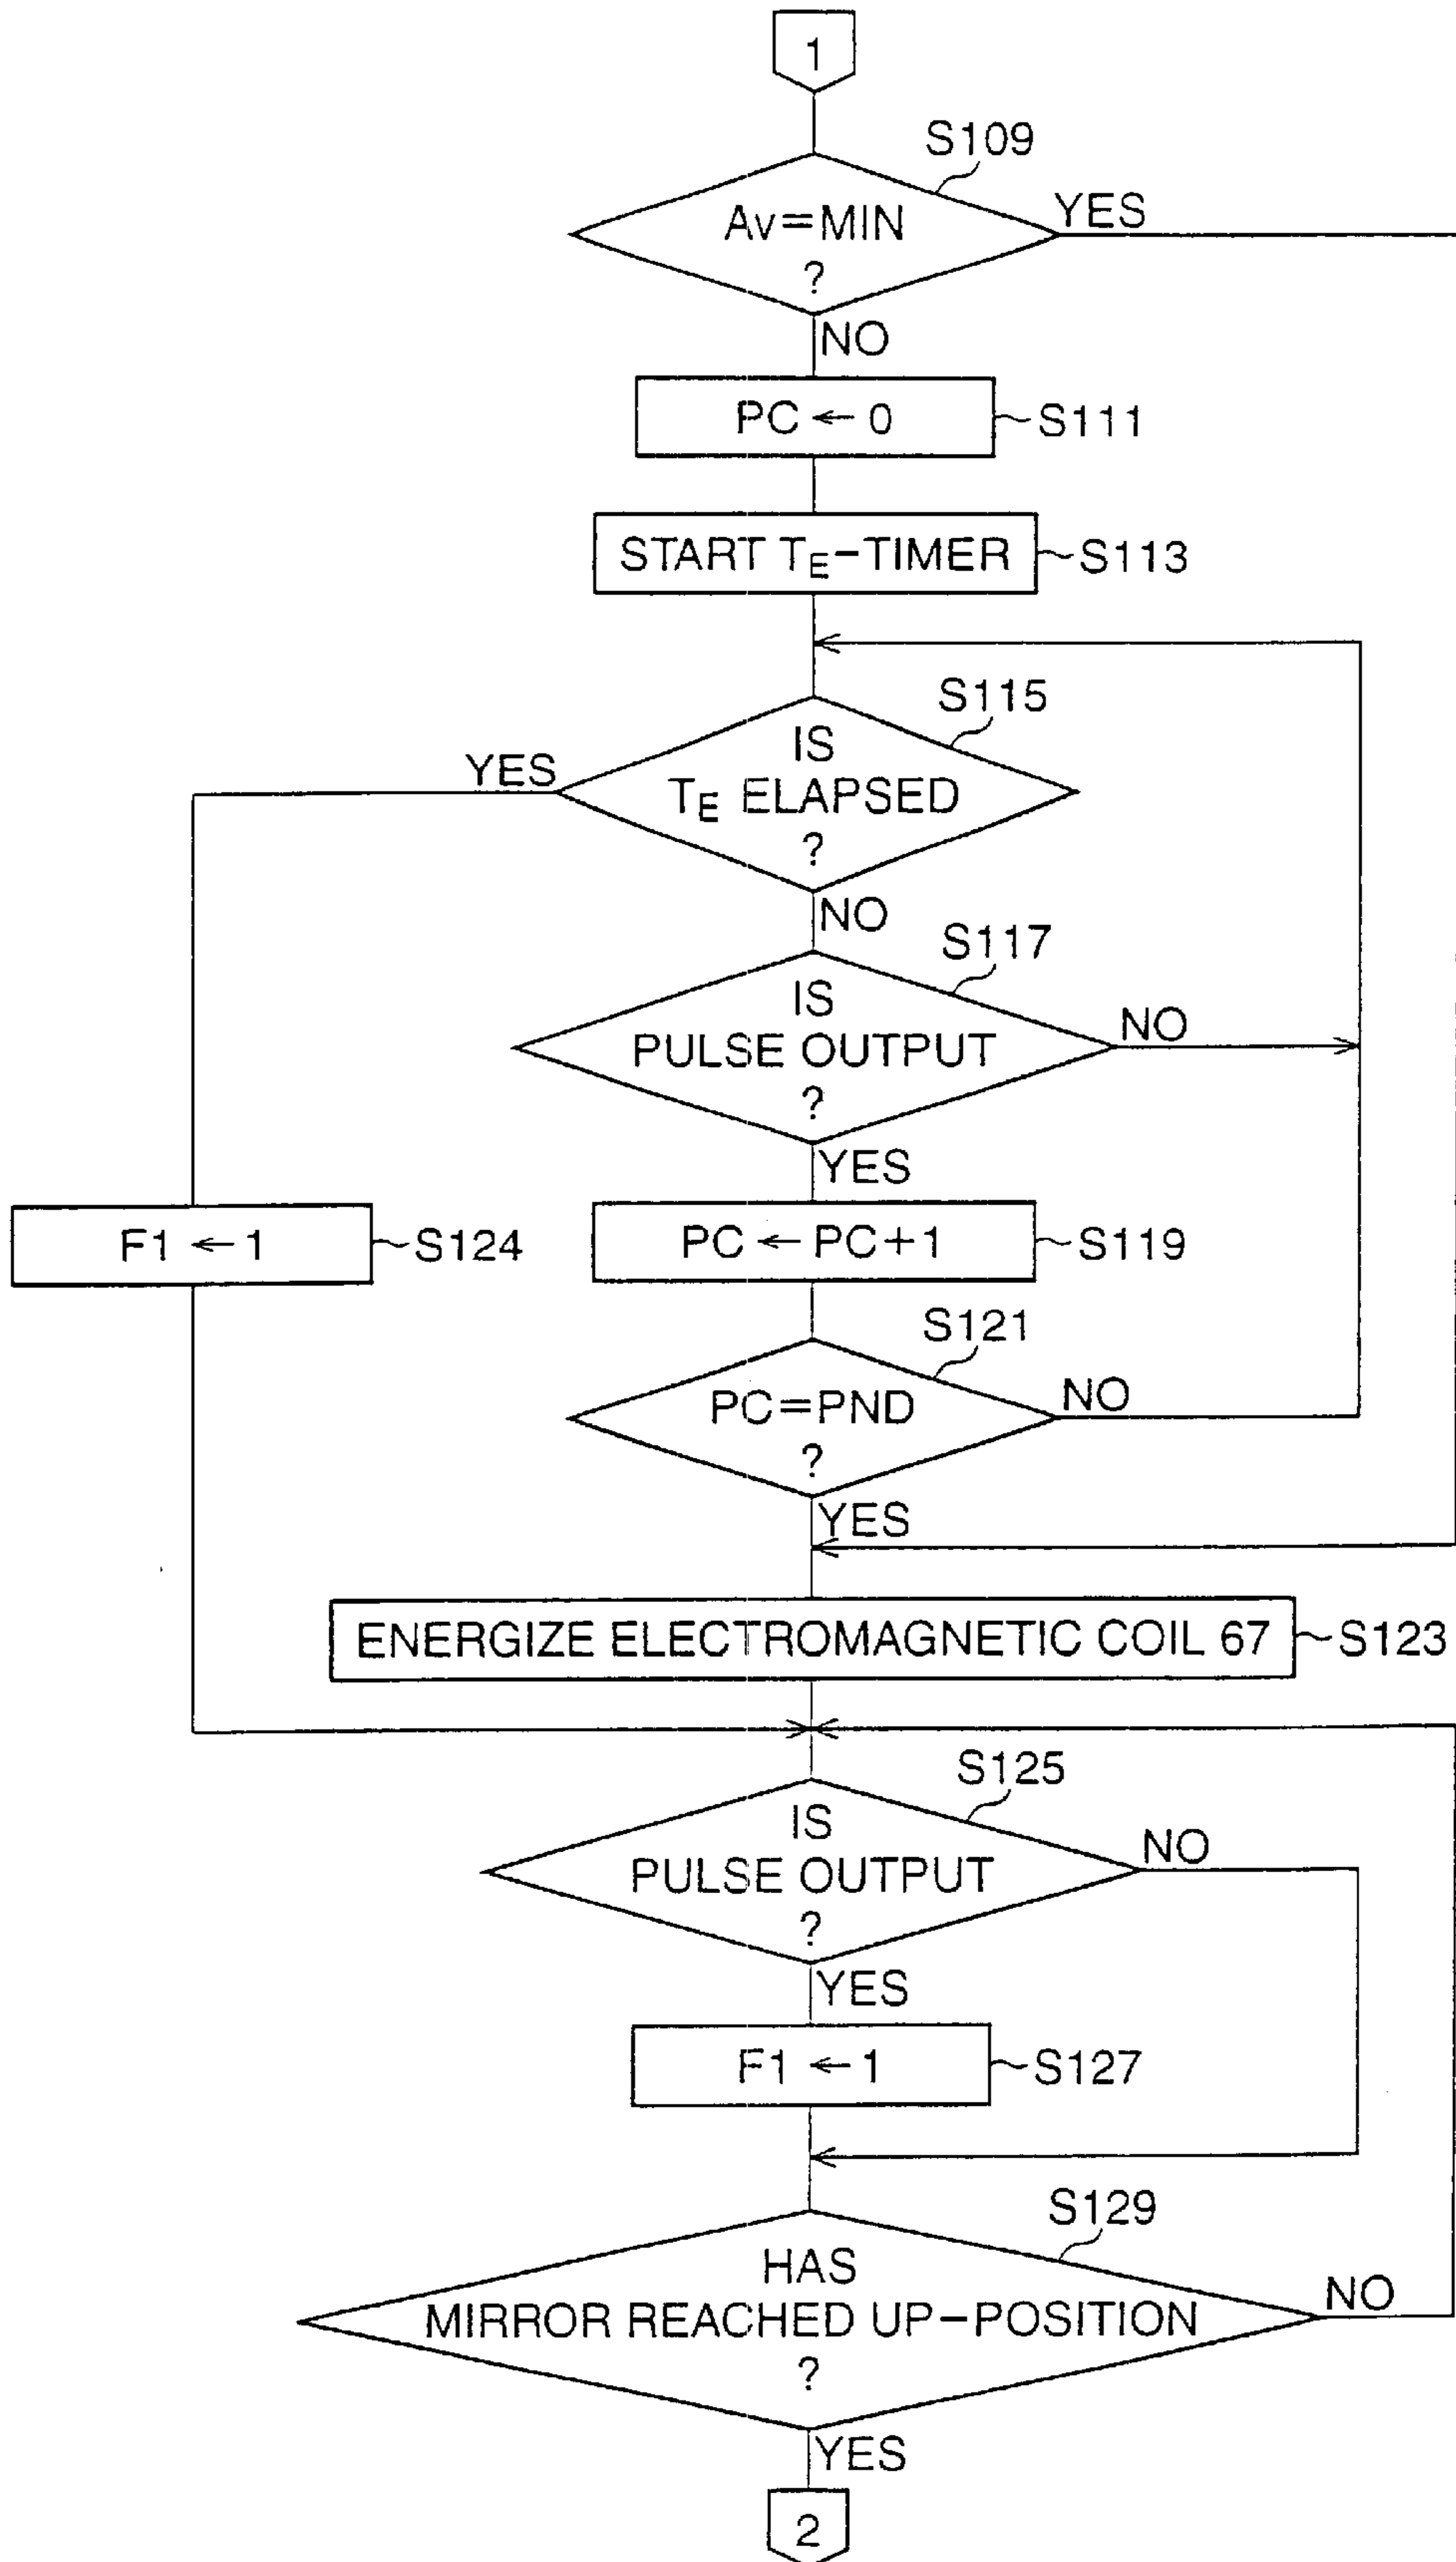 1
S109
Av=MIN
?
YES
NO
PC ← 0
S111
START TE-TIMER
S113
S115
IS
TE ELAPSED
?
YES
NO
S117
IS
PULSE OUTPUT
?
NO
YES
F1 ← 1
S124
PC ← PC+1
S119
S121
PC=PND
?
NO
YES
ENERGIZE ELECTROMAGNETIC COIL 67
S123
S125
IS
PULSE OUTPUT
?
NO
YES
F1 ← 1
S127
S129
HAS
MIRROR REACHED UP-POSITION
?
NO
YES
2